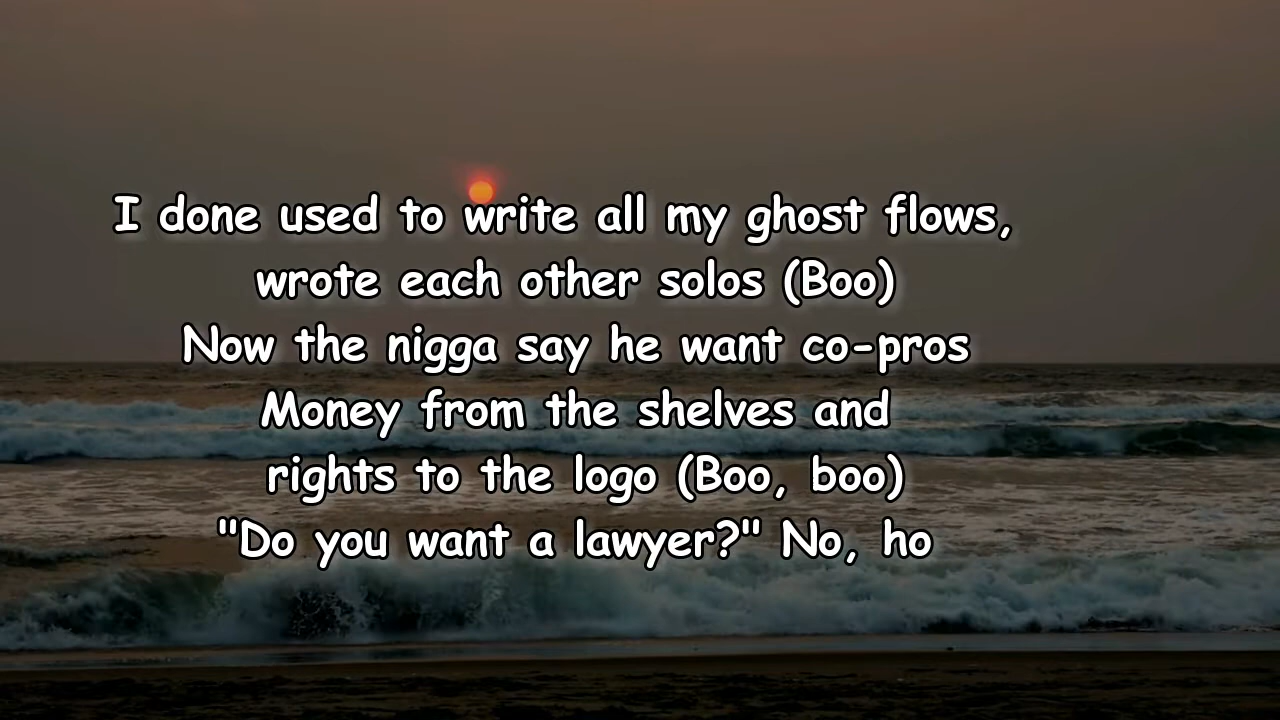 I done used to write all my ghost flows,
wrote each other solos (Boo)
Now the nigga say he want co-pros
Money from the shelves and
rights to the logo (Boo, boo)
"Do you want a lawyer?" No, ho